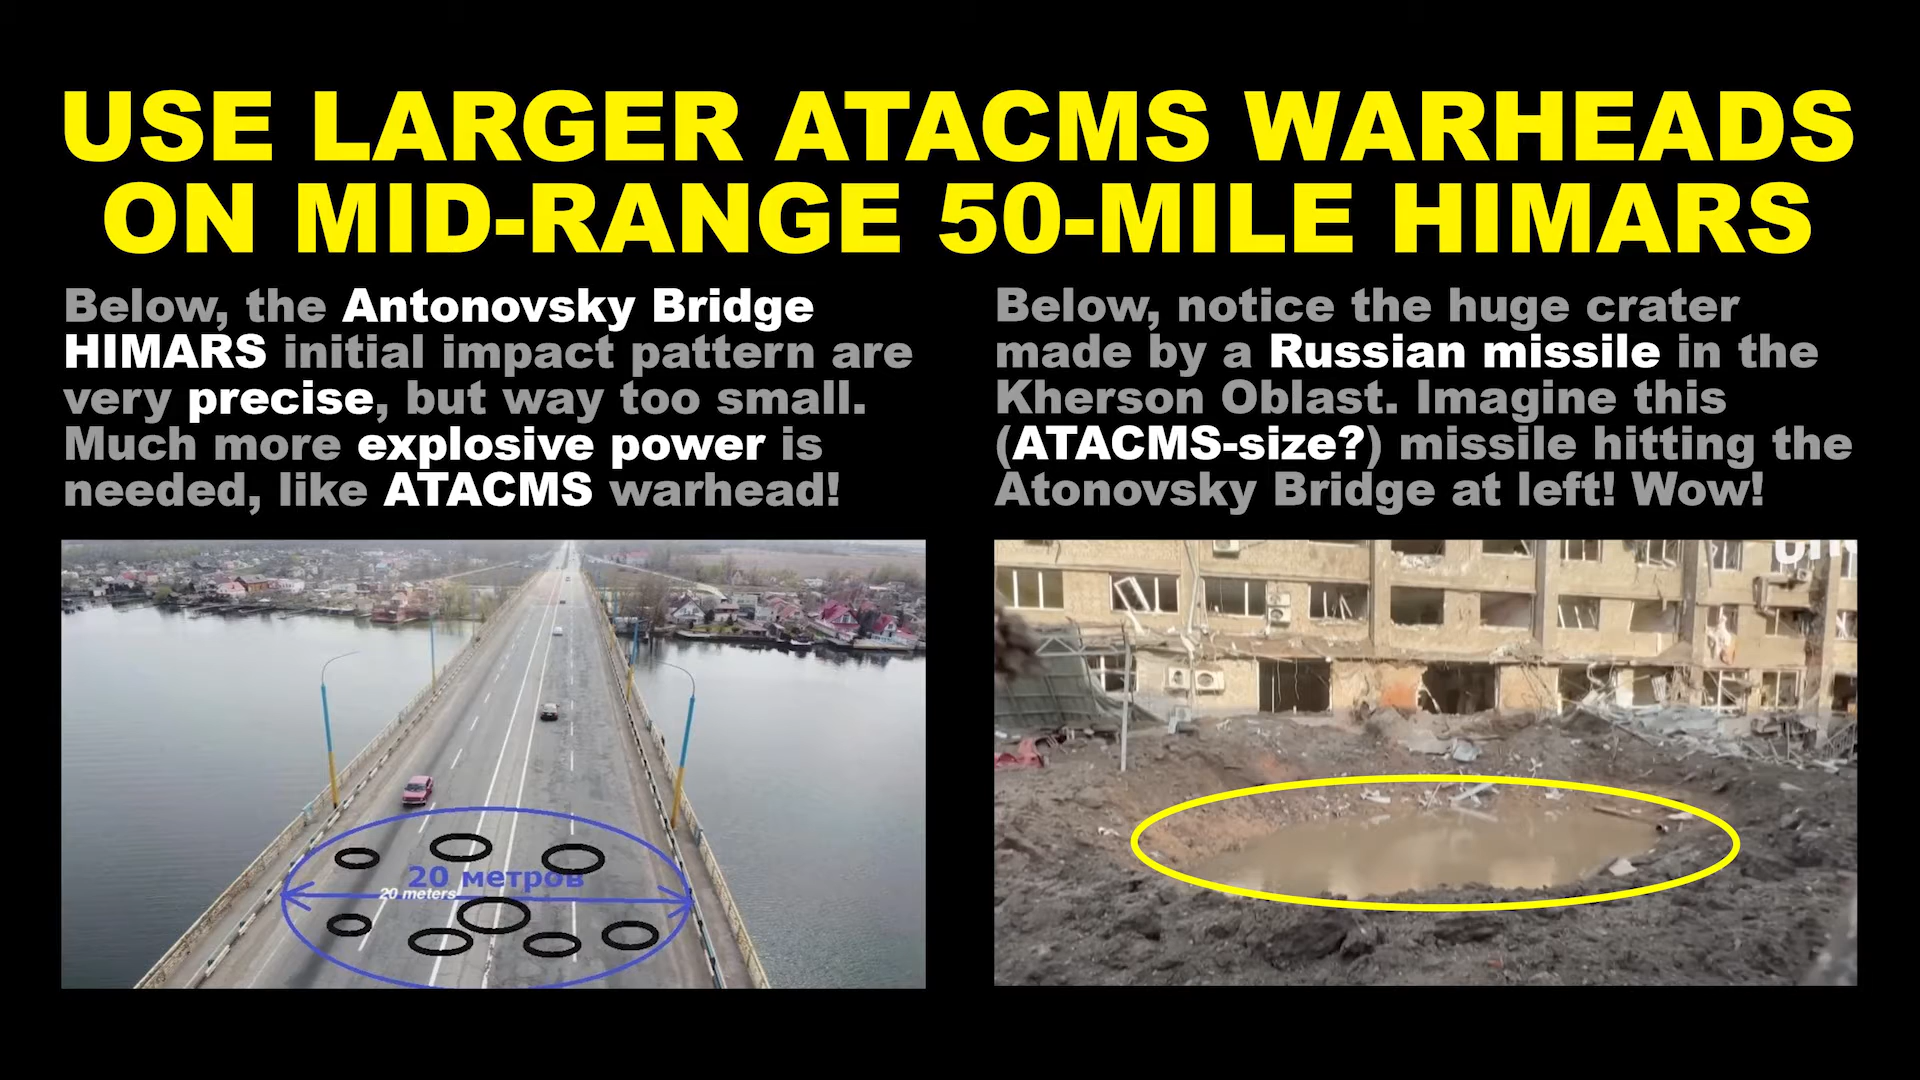 USE LARGER ATACMS WARHEADS
ON MID-RANGE 50-MILE HIMARS
Below, the Antonovsky Bridge
HIMARS initial impact pattern are
very precise, but way too small.
Much more explosive power is
needed, like ATACMS warhead!
Below, notice the huge crater
made by a Russian missile in the
Kherson Oblast. Imagine this
(ATACMS-size?) missile hitting the
Atonovsky Bridge at left! Wow!
20 метров
20 meters